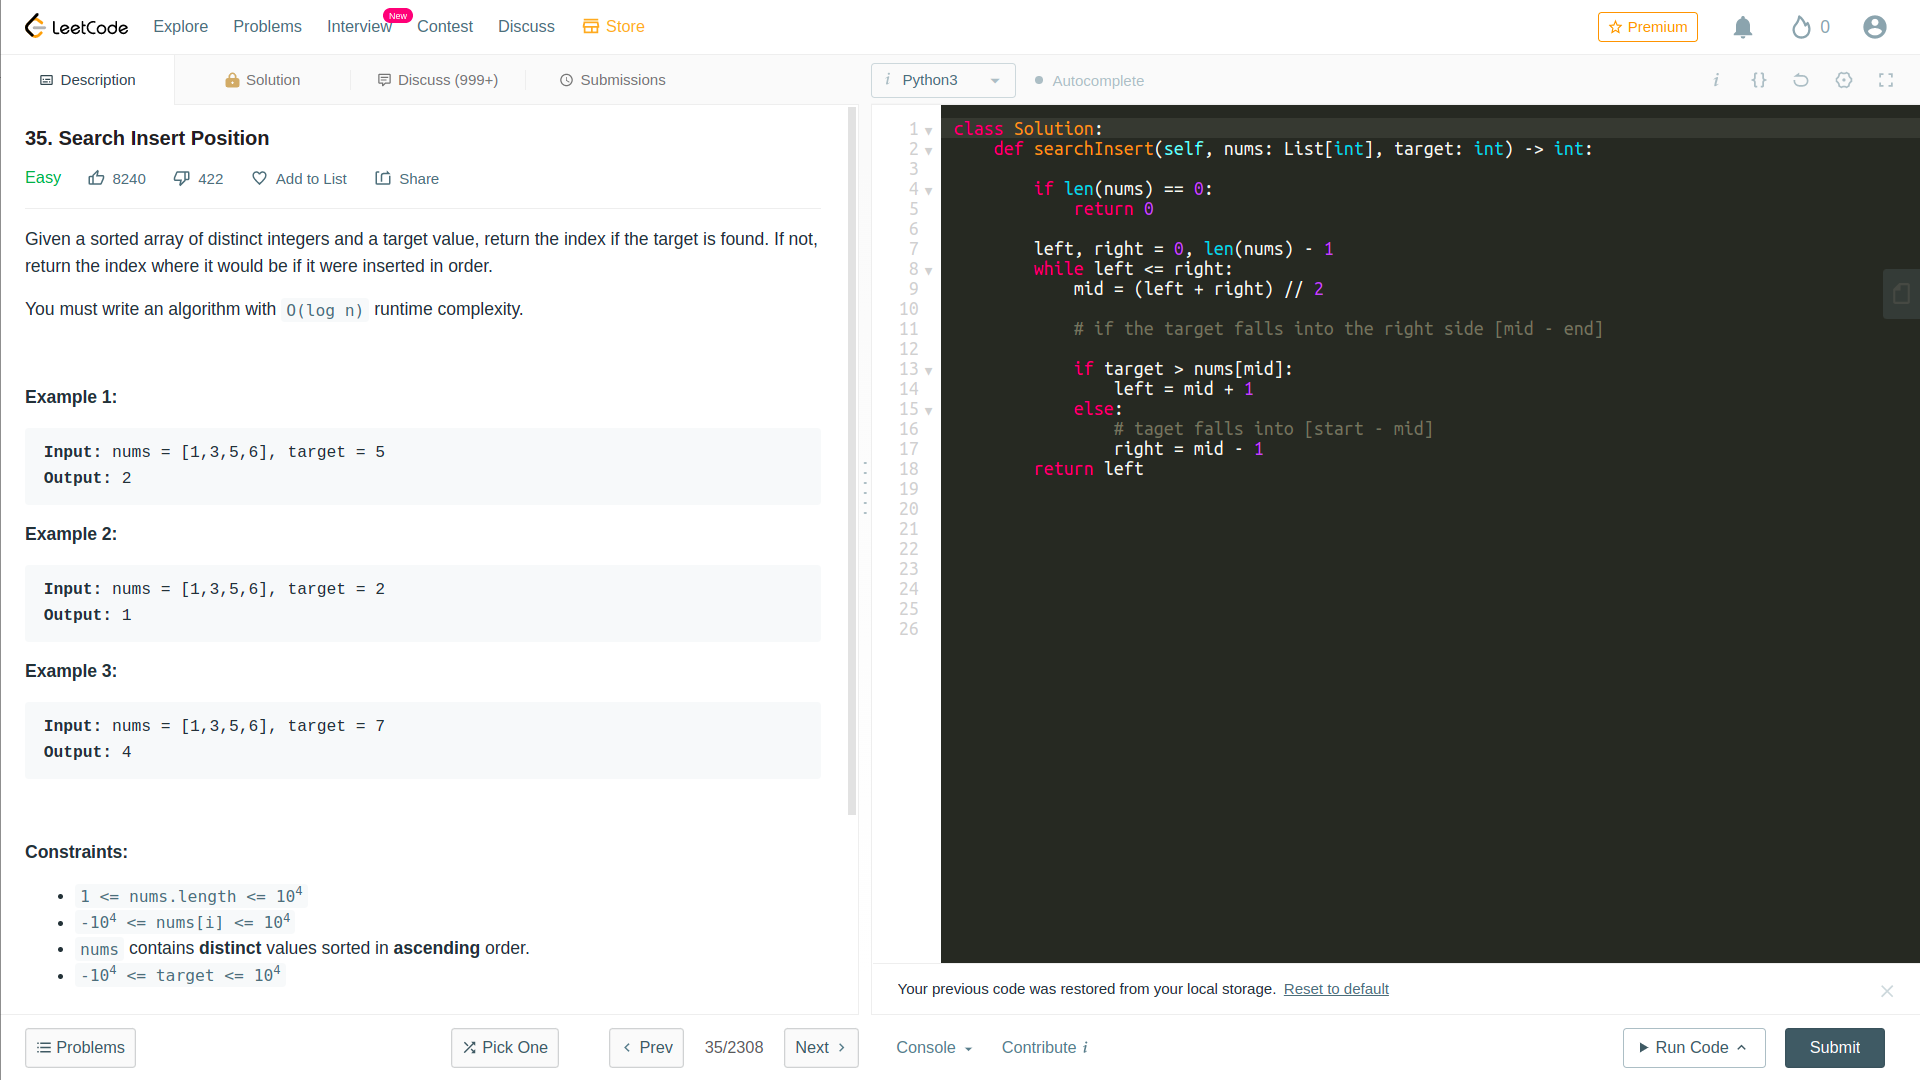 LeetCode Explore Problems Interview New Contest Discuss Store Premium 0
Description Solution Discuss (999+) Submissions
i Python3 Autocomplete i {}
35. Search Insert Position
Easy 8240 422 Add to List Share
Given a sorted array of distinct integers and a target value, return the index if the target is found. If not,
return the index where it would be if it were inserted in order.
You must write an algorithm with O(log n) runtime complexity.
Example 1:
Input: nums = [1,3,5,6], target = 5
Output: 2
Example 2:
Input: nums = [1,3,5,6], target = 2
Output: 1
Example 3:
Input: nums = [1,3,5,6], target = 7
Output: 4
Constraints:
• 1 <= nums.length <= 10⁴
• -10⁴ <= nums[i] <= 10⁴
• nums contains distinct values sorted in ascending order.
• -10⁴ <= target <= 10⁴
1 class Solution:
2 def searchInsert(self, nums: List[int], target: int) -> int:
3
4 if len(nums) == 0:
5 return 0
6
7 left, right = 0, len(nums) - 1
8 while left <= right:
9 mid = (left + right) // 2
10
11 # if the target falls into the right side [mid - end]
12
13 if target > nums[mid]:
14 left = mid + 1
15 else:
16 # taget falls into [start - mid]
17 right = mid - 1
18 return left
19
20
21
22
23
24
25
26
Your previous code was restored from your local storage. Reset to default
Problems Pick One Prev 35/2308 Next Console Contribute i Run Code Submit